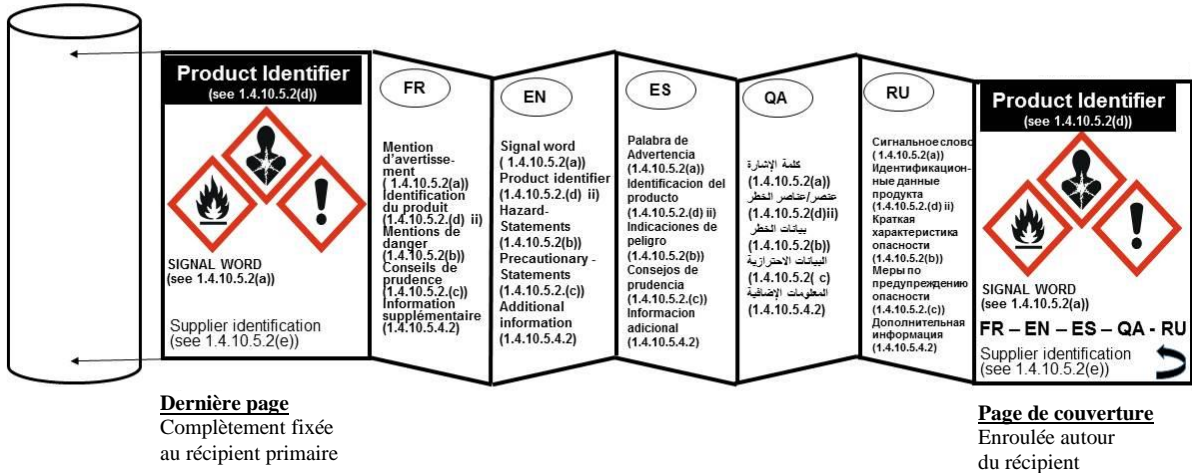 Product Identifier
(see 1.4.10.5.2(d))
SIGNAL WORD
(see 1.4.10.5.2(a))
Supplier identification
(see 1.4.10.5.2(e))
FR
Mention
d'avertisse-
ment
( 1.4.10.5.2(a))
Identification
du produit
(1.4.10.5.2.(d) ii)
Mentions de
danger
(1.4.10.5.2(b))
Conseils de
prudence
(1.4.10.5.2.(c))
Information
supplémentaire
(1.4.10.5.4.2)
EN
Signal word
( 1.4.10.5.2(a))
Product identifier
(1.4.10.5.2.(d) ii)
Hazard-
Statements
(1.4.10.5.2(b))
Precautionary -
Statements
(1.4.10.5.2.(c))
Additional
information
(1.4.10.5.4.2)
ES
Palabra de
Advertencia
(1.4.10.5.2(a))
Identificacion del
producto
(1.4.10.5.2.(d) ii)
Indicaciones de
peligro
(1.4.10.5.2(b))
Consejos de
prudencia
(1.4.10.5.2.(c))
Informacion
adicional
(1.4.10.5.4.2)
QA
كلمة الإشارة
(1.4.10.5.2(a))
عنصر/عناصر الخطر
(1.4.10.5.2(d)ii)
بيانات الخطر
(1.4.10.5.2(b))
البيانات الاحترازية
(1.4.10.5.2( c)
المعلومات الإضافية
(1.4.10.5.4.2)
RU
Сигнальное слово
( 1.4.10.5.2(a))
Идентификацион-
ные данные
продукта
(1.4.10.5.2.(d) ii)
Краткая
характеристика
опасности
(1.4.10.5.2(b))
Меры по
предупреждению
опасности
(1.4.10.5.2.(c))
Дополнительная
информация
(1.4.10.5.4.2)
Product Identifier
(see 1.4.10.5.2(d))
SIGNAL WORD
(see 1.4.10.5.2(a))
FR – EN – ES – QA - RU
Supplier identification
(see 1.4.10.5.2(e))
Dernière page
Complètement fixée
au récipient primaire
Page de couverture
Enroulée autour
du récipient